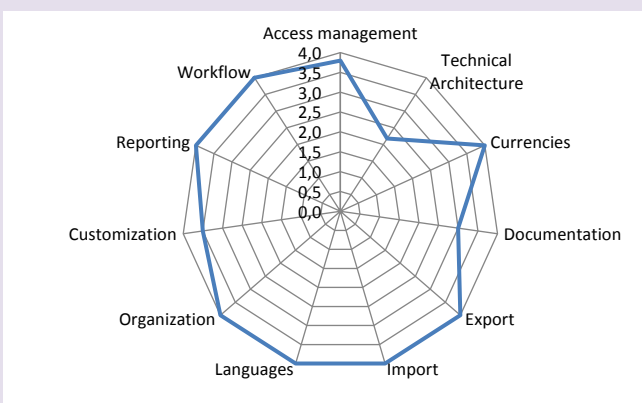 Access management
Technical
Architecture
Currencies
Documentation
Export
Import
Languages
Organization
Customization
Reporting
Workflow
4,0
3,5
3,0
2,5
2,0
1,5
1,0
0,5
0,0